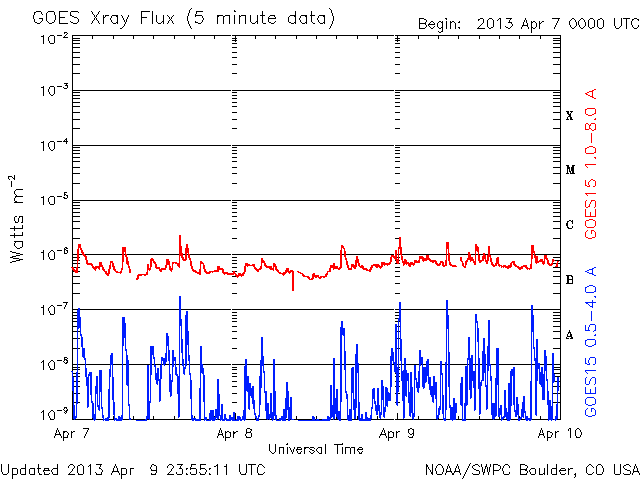 GOES Xray Flux (5 minute data)
Begin: 2013 Apr 7 0000 UTC
10-2
10-3
10-4
10-5
10-6
10-7
10-8
10-9
Watts m-2
X
M
C
B
A
GOES15 1.0-8.0 A
GOES15 0.5-4.0 A
Apr 7
Apr 8
Apr 9
Apr 10
Universal Time
Updated 2013 Apr 9 23:55:11 UTC
NOAA/SWPC Boulder, CO USA